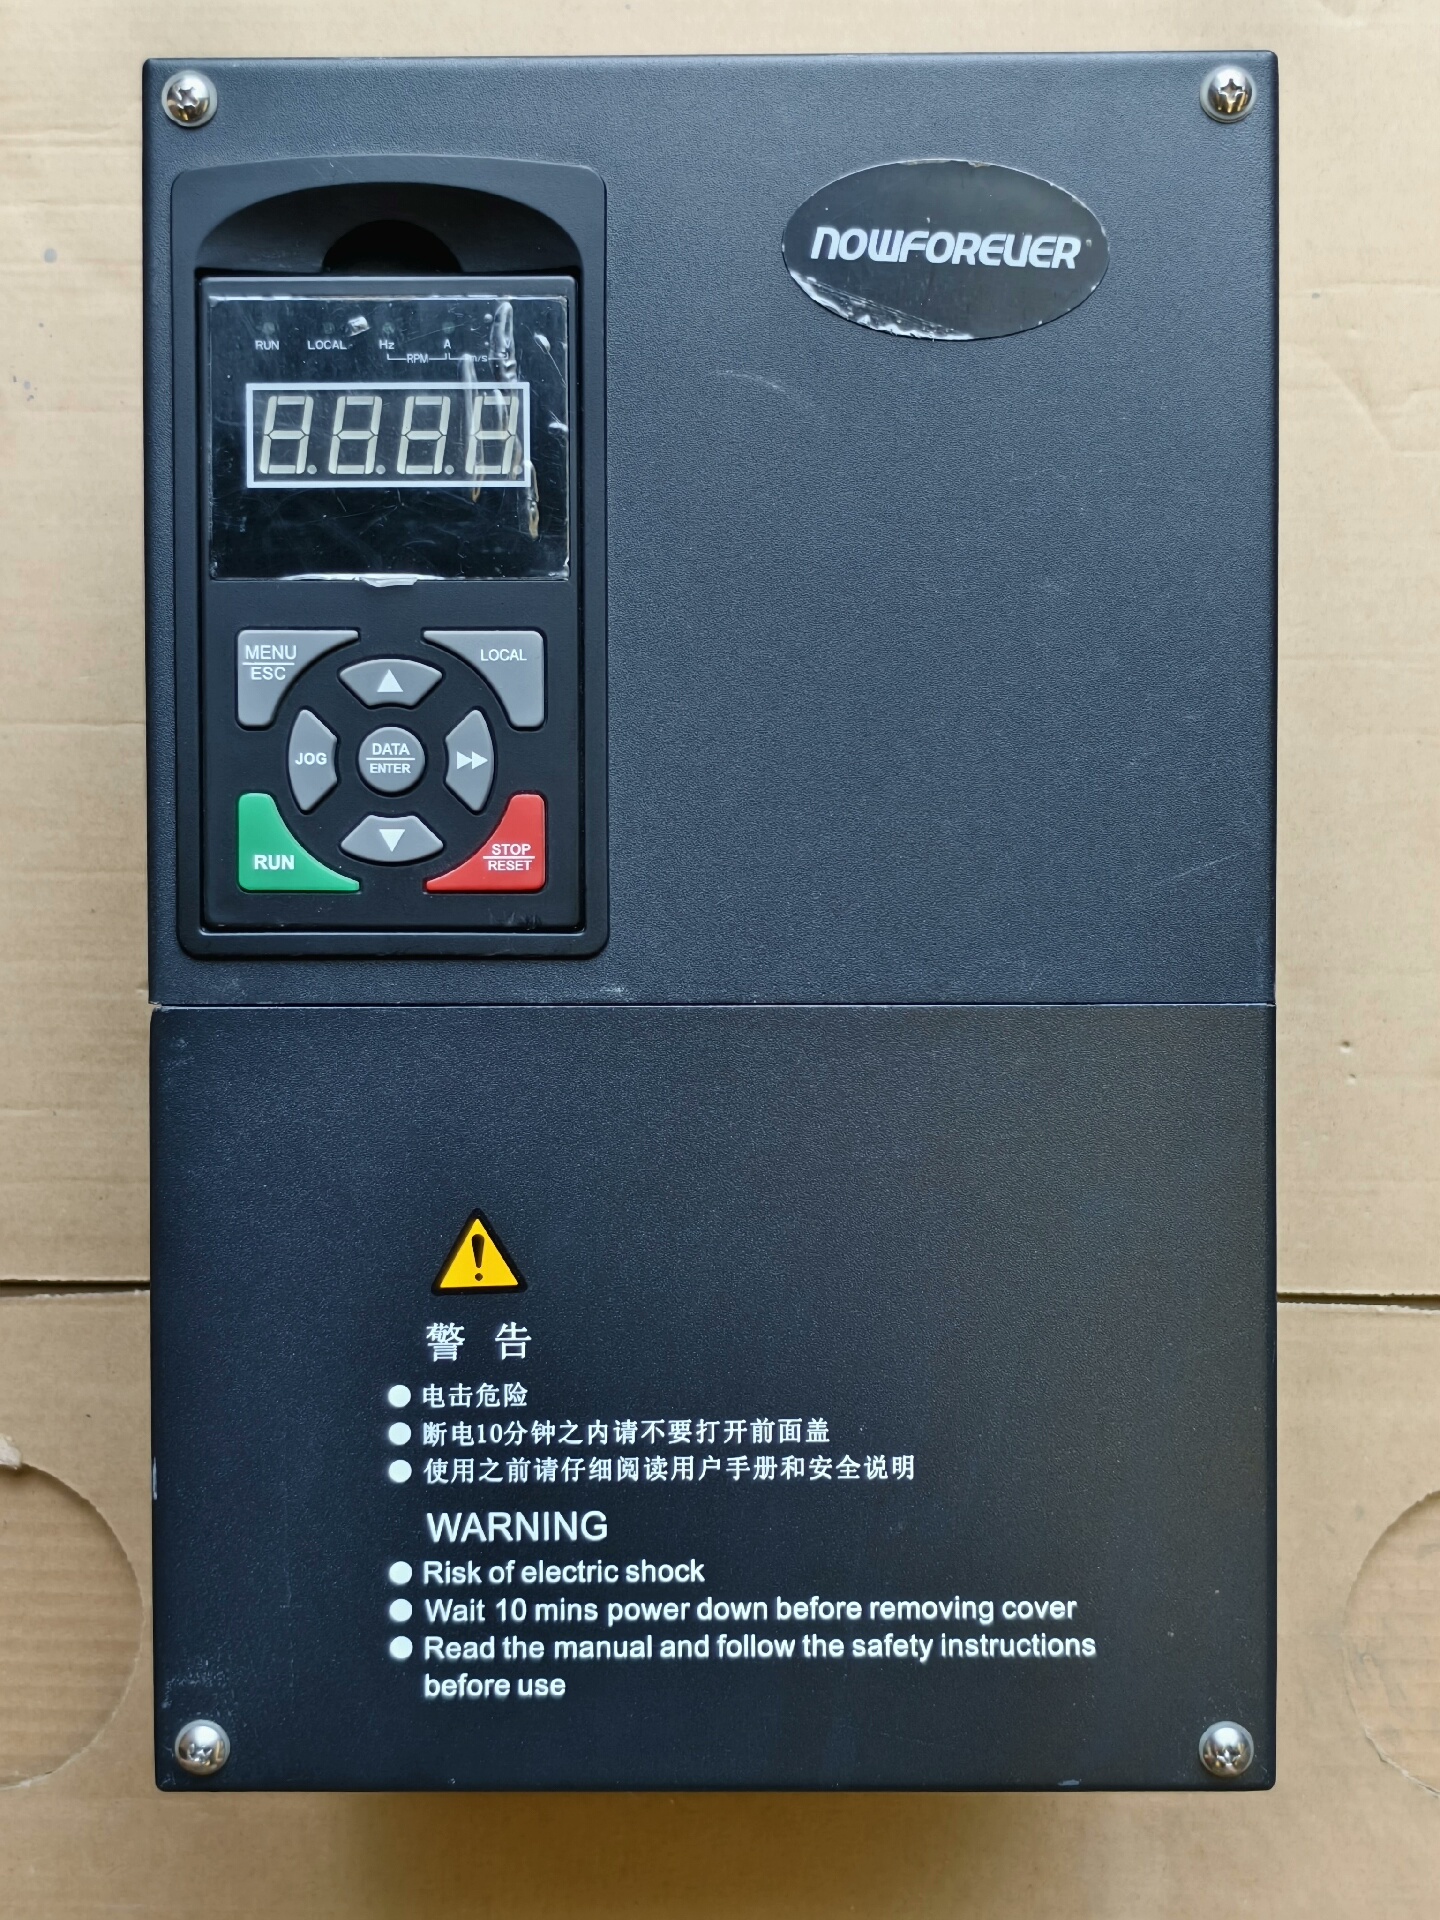 NOWFOREVER
RUN LOCAL Hz A V
RPM m/s
MENU
ESC
LOCAL
JOG
DATA
ENTER
RUN
STOP
RESET
警 告
● 电击危险
● 断电10分钟之内请不要打开前面盖
● 使用之前请仔细阅读用户手册和安全说明
WARNING
● Risk of electric shock
● Wait 10 mins power down before removing cover
● Read the manual and follow the safety instructions
before use